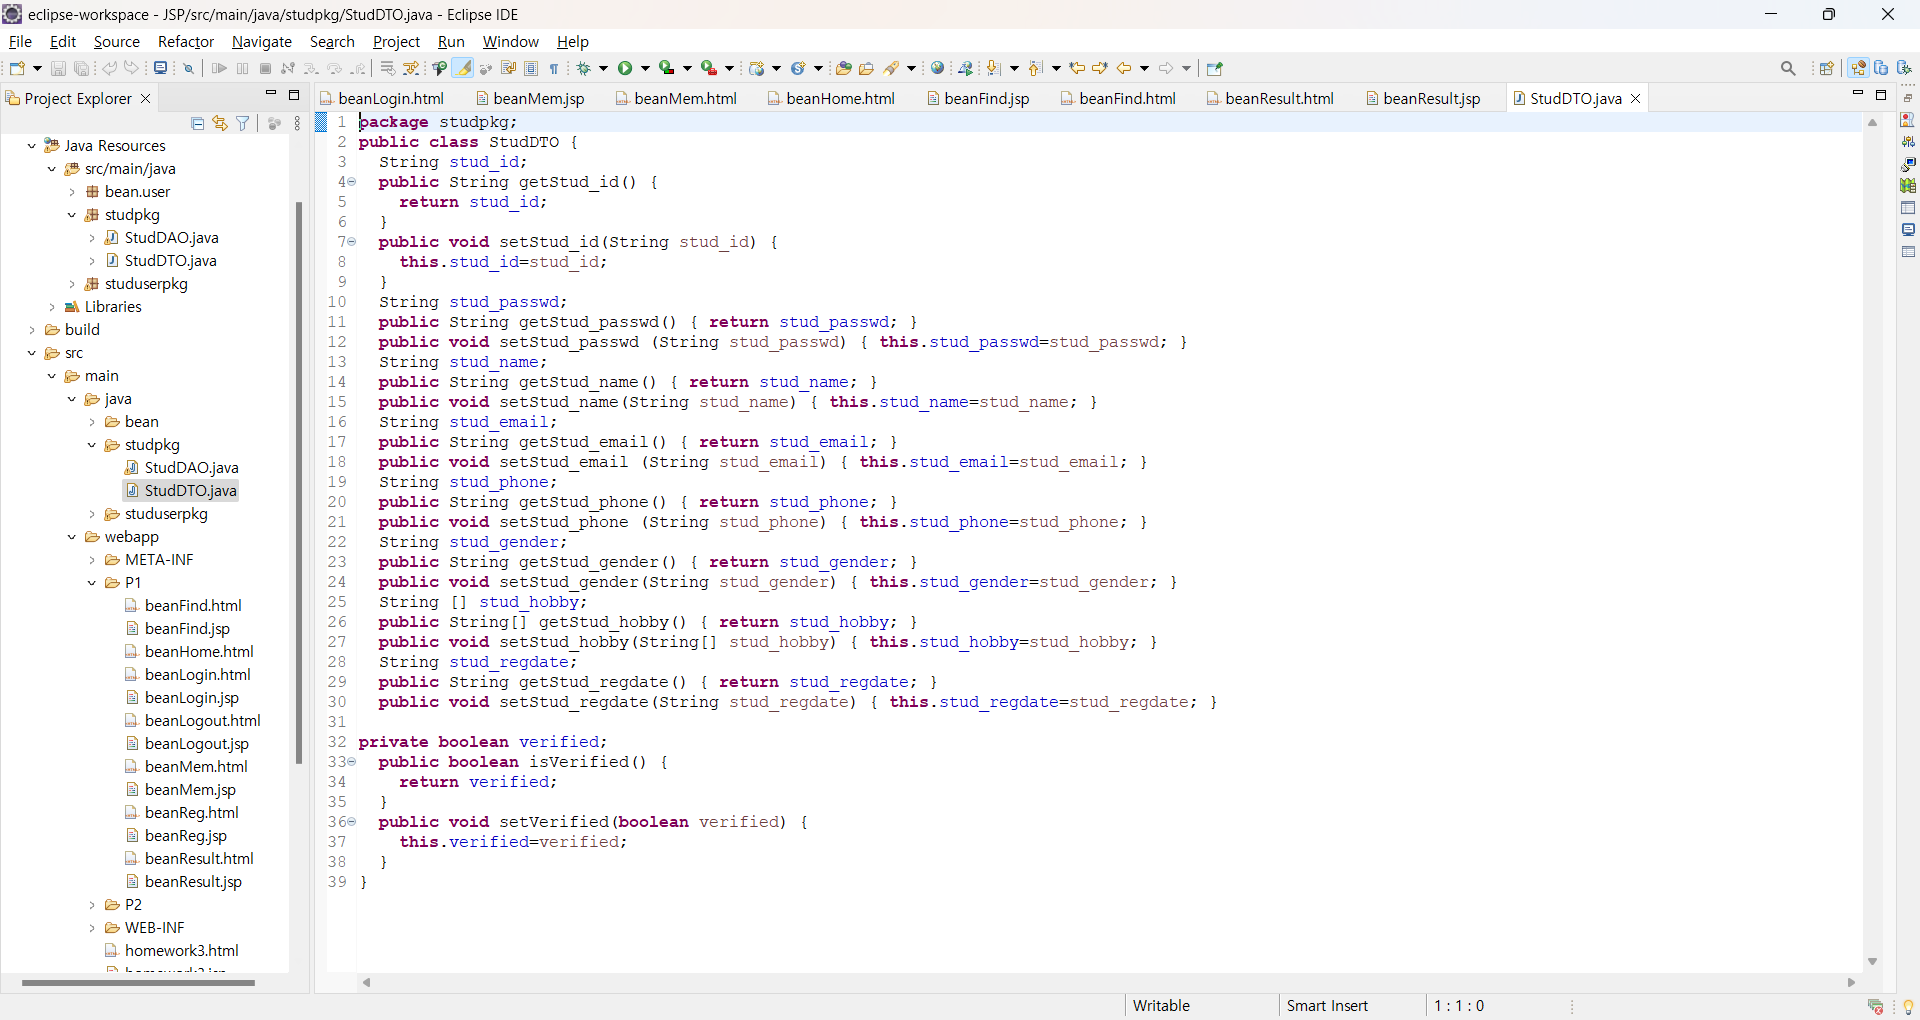 eclipse-workspace - JSP/src/main/java/studpkg/StudDTO.java - Eclipse IDE
File Edit Source Refactor Navigate Search Project Run Window Help
Project Explorer
beanLogin.html beanMem.jsp beanMem.html beanHome.html beanFind.jsp beanFind.html beanResult.html beanResult.jsp StudDTO.java
Java Resources
src/main/java
bean.user
studpkg
StudDAO.java
StudDTO.java
studuserpkg
Libraries
build
src
main
java
bean
studpkg
StudDAO.java
StudDTO.java
studuserpkg
webapp
META-INF
P1
beanFind.html
beanFind.jsp
beanHome.html
beanLogin.html
beanLogin.jsp
beanLogout.html
beanLogout.jsp
beanMem.html
beanMem.jsp
beanReg.html
beanReg.jsp
beanResult.html
beanResult.jsp
P2
WEB-INF
homework3.html
1 package studpkg;
2 public class StudDTO {
3 String stud_id;
4 public String getStud_id() {
5 return stud_id;
6 }
7 public void setStud_id(String stud_id) {
8 this.stud_id=stud_id;
9 }
10 String stud_passwd;
11 public String getStud_passwd() { return stud_passwd; }
12 public void setStud_passwd (String stud_passwd) { this.stud_passwd=stud_passwd; }
13 String stud_name;
14 public String getStud_name() { return stud_name; }
15 public void setStud_name(String stud_name) { this.stud_name=stud_name; }
16 String stud_email;
17 public String getStud_email() { return stud_email; }
18 public void setStud_email (String stud_email) { this.stud_email=stud_email; }
19 String stud_phone;
20 public String getStud_phone() { return stud_phone; }
21 public void setStud_phone (String stud_phone) { this.stud_phone=stud_phone; }
22 String stud_gender;
23 public String getStud_gender() { return stud_gender; }
24 public void setStud_gender(String stud_gender) { this.stud_gender=stud_gender; }
25 String [] stud_hobby;
26 public String[] getStud_hobby() { return stud_hobby; }
27 public void setStud_hobby(String[] stud_hobby) { this.stud_hobby=stud_hobby; }
28 String stud_regdate;
29 public String getStud_regdate() { return stud_regdate; }
30 public void setStud_regdate(String stud_regdate) { this.stud_regdate=stud_regdate; }
31
32 private boolean verified;
33 public boolean isVerified() {
34 return verified;
35 }
36 public void setVerified(boolean verified) {
37 this.verified=verified;
38 }
39 }
Writable Smart Insert 1 : 1 : 0